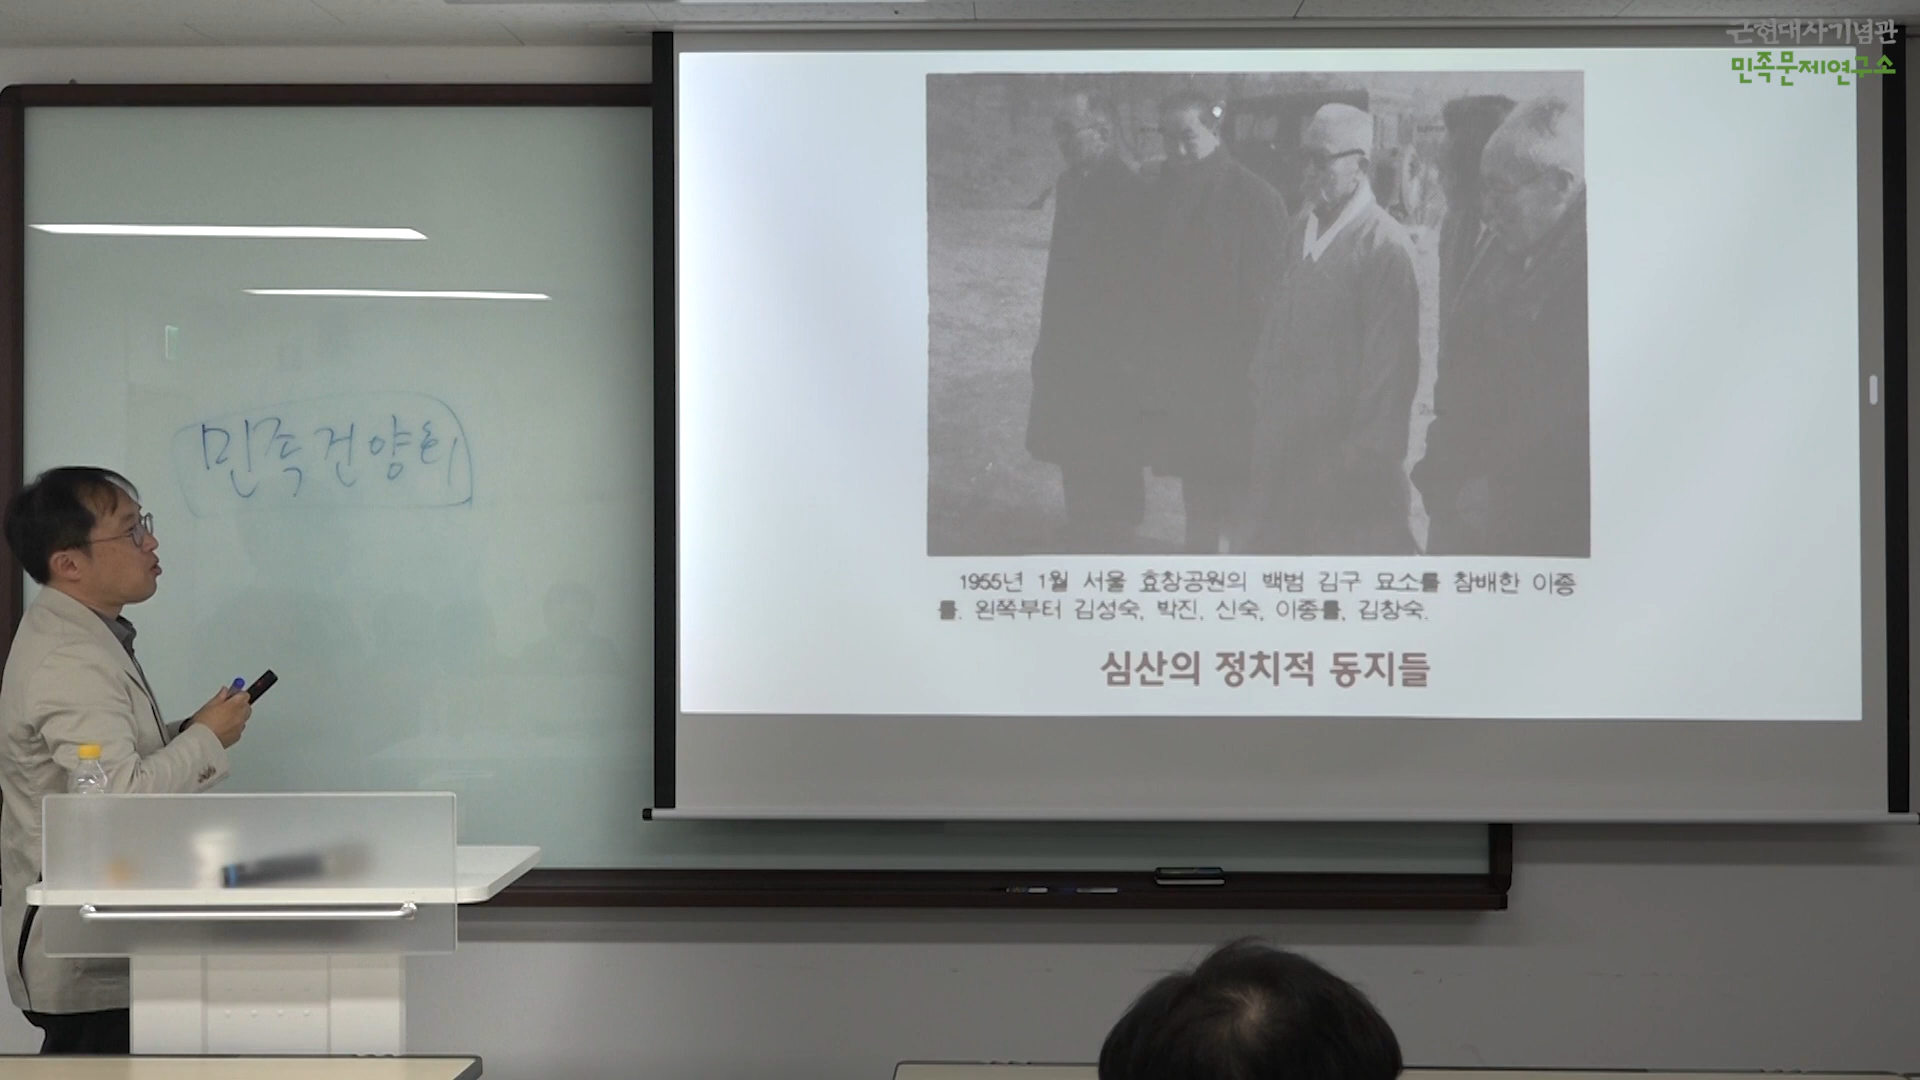 근현대사기념관
민족문제연구소
민족건양회
1955년 1월 서울 효창공원의 백범 김구 묘소를 참배한 이종
률. 왼쪽부터 김성숙, 박진, 신숙, 이종률, 김창숙.
심산의 정치적 동지들